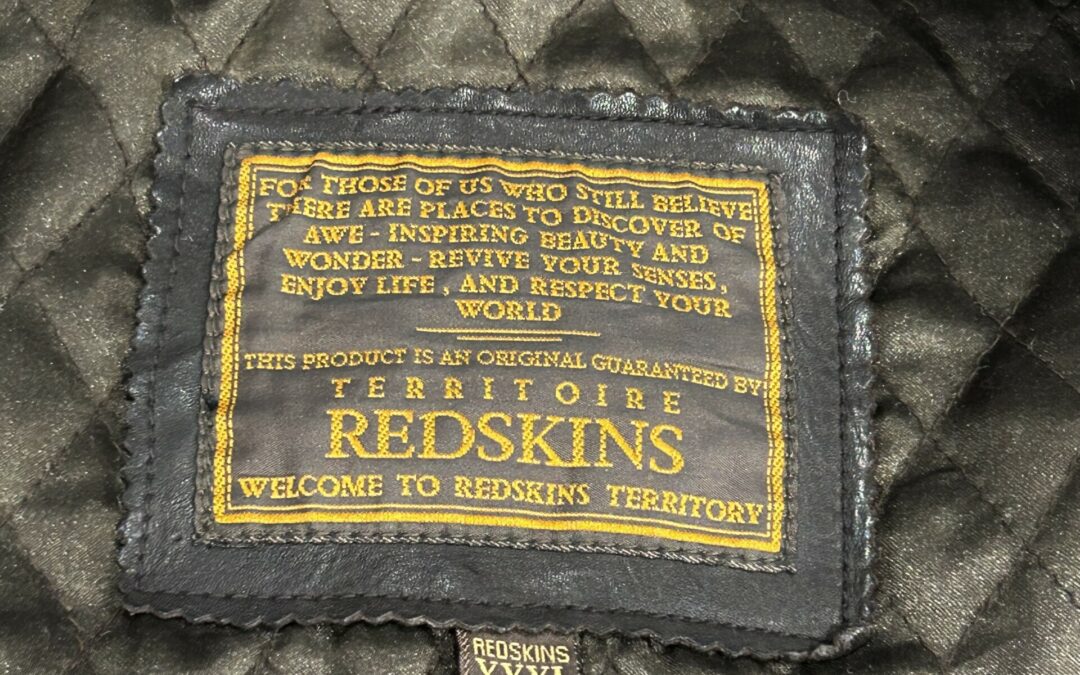 FOR THOSE OF US WHO STILL BELIEVE
THERE ARE PLACES TO DISCOVER OF
AWE - INSPIRING BEAUTY AND
WONDER - REVIVE YOUR SENSES,
ENJOY LIFE, AND RESPECT YOUR
WORLD
THIS PRODUCT IS AN ORIGINAL GUARANTEED BY
TERRITOIRE
REDSKINS
WELCOME TO REDSKINS TERRITORY
REDSKINS